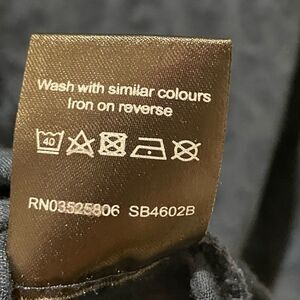 Wash with similar colours
Iron on reverse
40
RN03525806 SB4602B